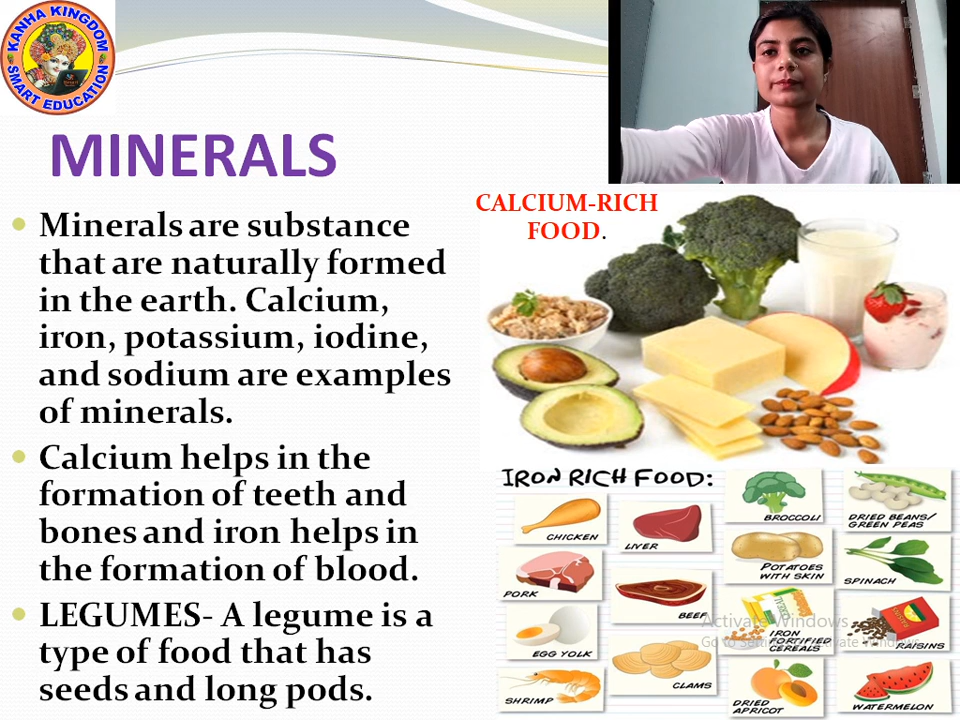 KANHA KINGDOM
SMART EDUCATION
MINERALS
Minerals are substance
that are naturally formed
in the earth. Calcium,
iron, potassium, iodine,
and sodium are examples
of minerals.
Calcium helps in the
formation of teeth and
bones and iron helps in
the formation of blood.
LEGUMES- A legume is a
type of food that has
seeds and long pods.
CALCIUM-RICH
FOOD.
IRON RICH FOOD:
CHICKEN
LIVER
BROCCOLI
DRIED BEANS/
GREEN PEAS
PORK
BEEF
POTATOES
WITH SKIN
SPINACH
EGG YOLK
CLAMS
IRON
FORTIFIED
CEREALS
RAISINS
SHRIMP
DRIED
APRICOT
WATERMELON
Activate Windows
Go to